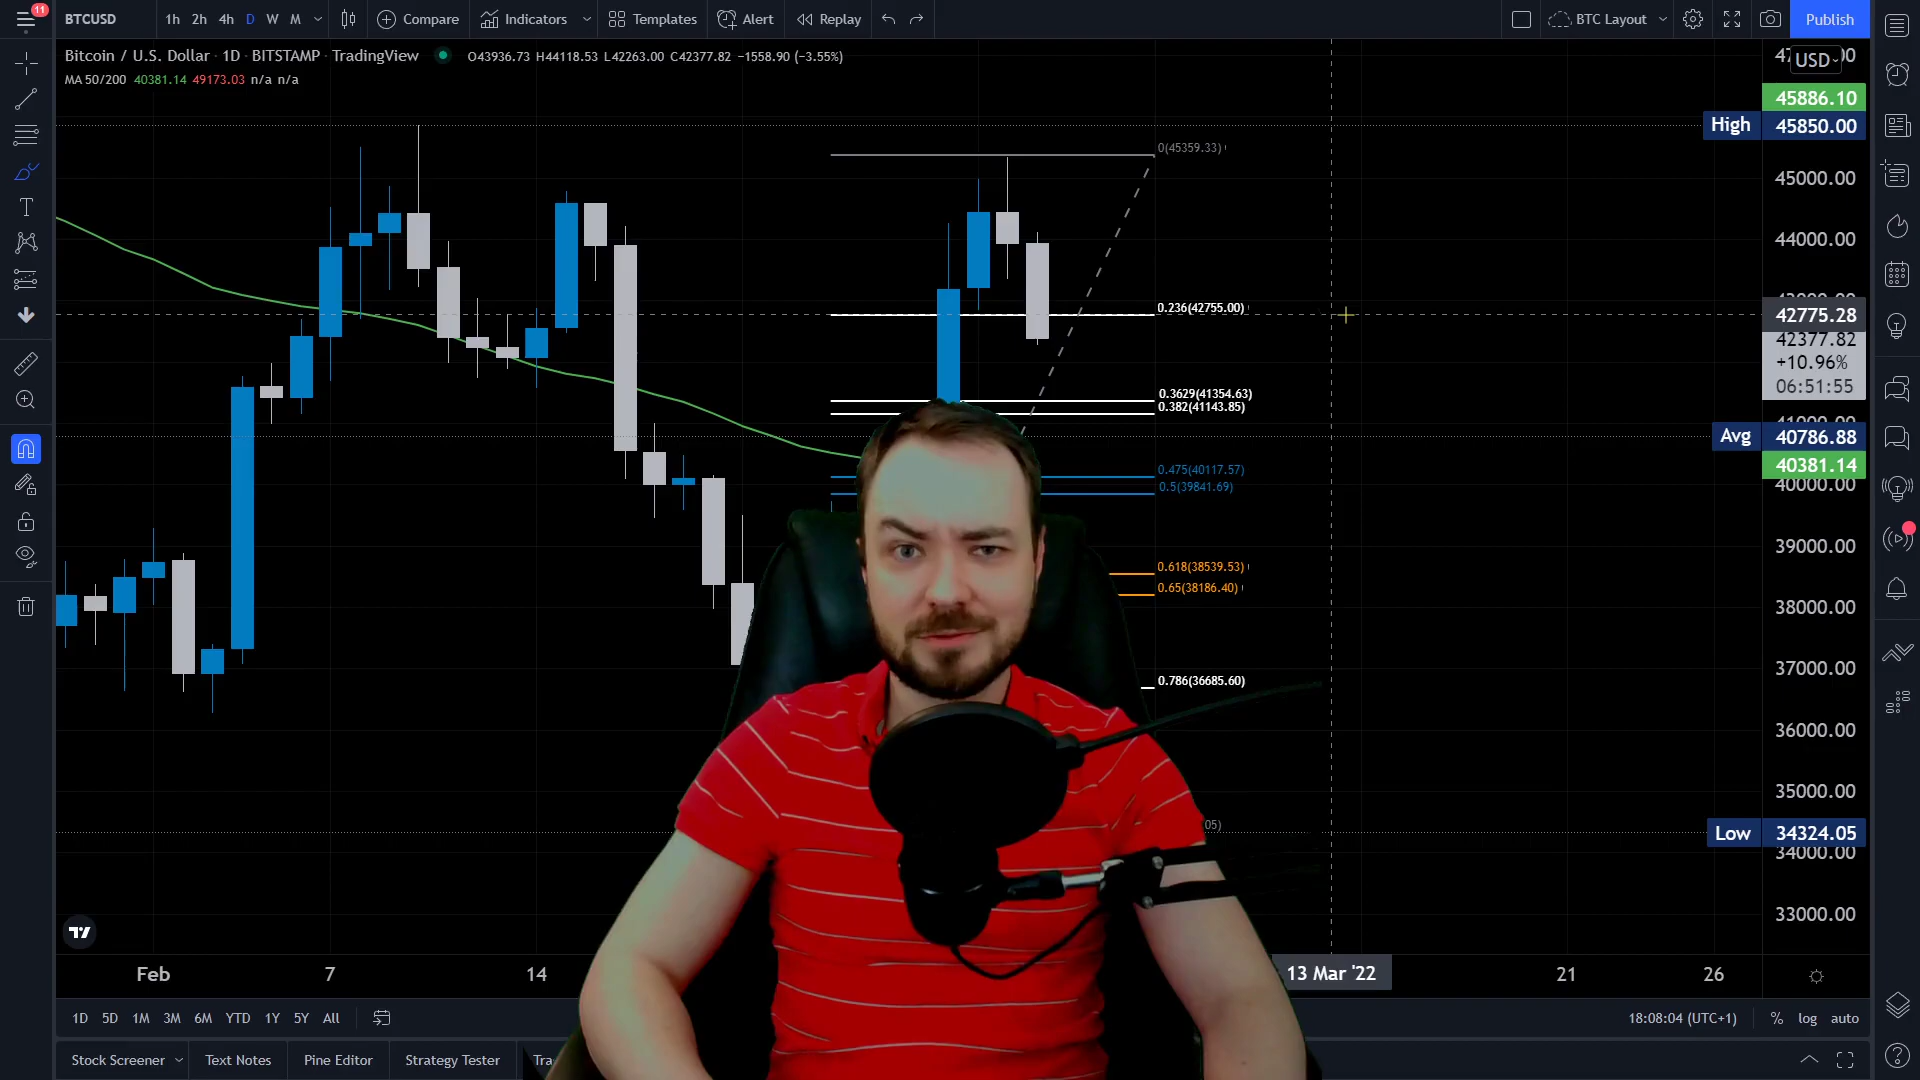 11
BTCUSD 1h 2h 4h D W M Compare Indicators Templates Alert Replay BTC Layout Publish
Bitcoin / U.S. Dollar · 1D · BITSTAMP · TradingView O43936.73 H44118.53 L42263.00 C42377.82 −1558.90 (−3.55%)
MA 50/200 40381.14 49173.03 n/a n/a
USD
45886.10
High 45850.00
0(45359.33)
45000.00
44000.00
0.236(42755.00)
42775.28
42377.82
+10.96%
06:51:55
0.3629(41354.63)
0.382(41143.85)
41000.00
Avg 40786.88
40381.14
0.475(40117.57)
40000.00
0.5(39841.69)
39000.00
0.618(38539.53)
0.65(38186.40)
38000.00
37000.00
0.786(36685.60)
36000.00
35000.00
05)
Low 34324.05
34000.00
33000.00
Feb 7 14 13 Mar '22 21 26
1D 5D 1M 3M 6M YTD 1Y 5Y All 18:08:04 (UTC+1) % log auto
Stock Screener Text Notes Pine Editor Strategy Tester Tra